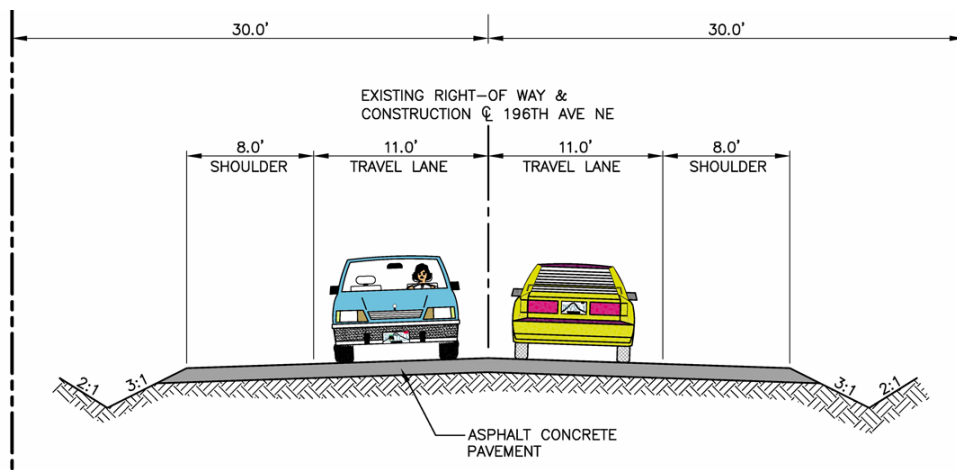 30.0'
30.0'
EXISTING RIGHT-OF WAY &
CONSTRUCTION ℄ 196TH AVE NE
8.0'
11.0'
11.0'
8.0'
SHOULDER
TRAVEL LANE
TRAVEL LANE
SHOULDER
2:1
3:1
3:1
2:1
ASPHALT CONCRETE
PAVEMENT